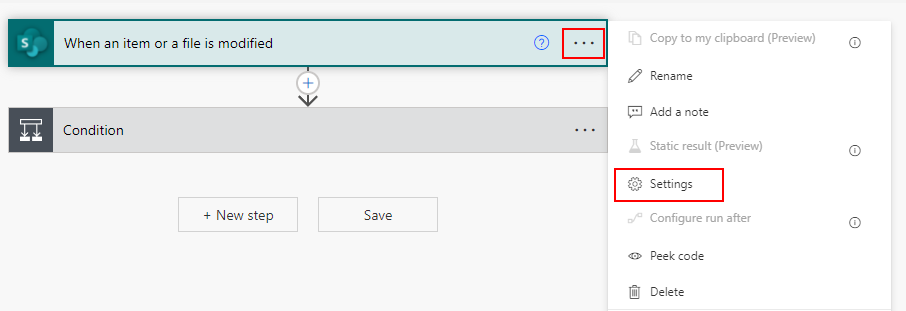 When an item or a file is modified
Condition
+ New step
Save
Copy to my clipboard (Preview)
Rename
Add a note
Static result (Preview)
Settings
Configure run after
Peek code
Delete